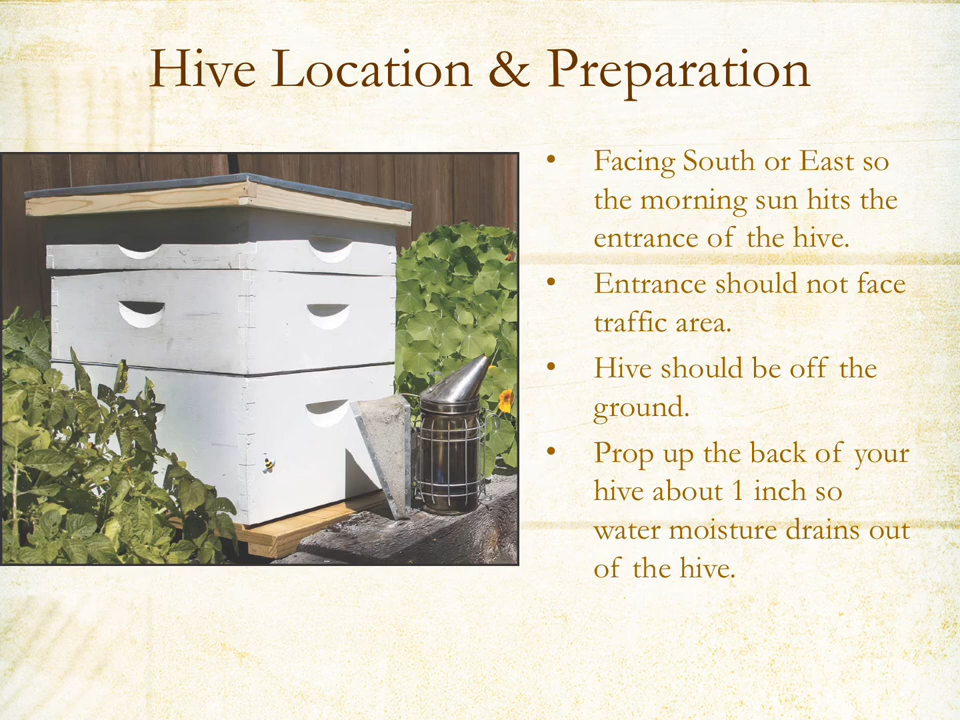 Hive Location & Preparation
• Facing South or East so
the morning sun hits the
entrance of the hive.
• Entrance should not face
traffic area.
• Hive should be off the
ground.
• Prop up the back of your
hive about 1 inch so
water moisture drains out
of the hive.